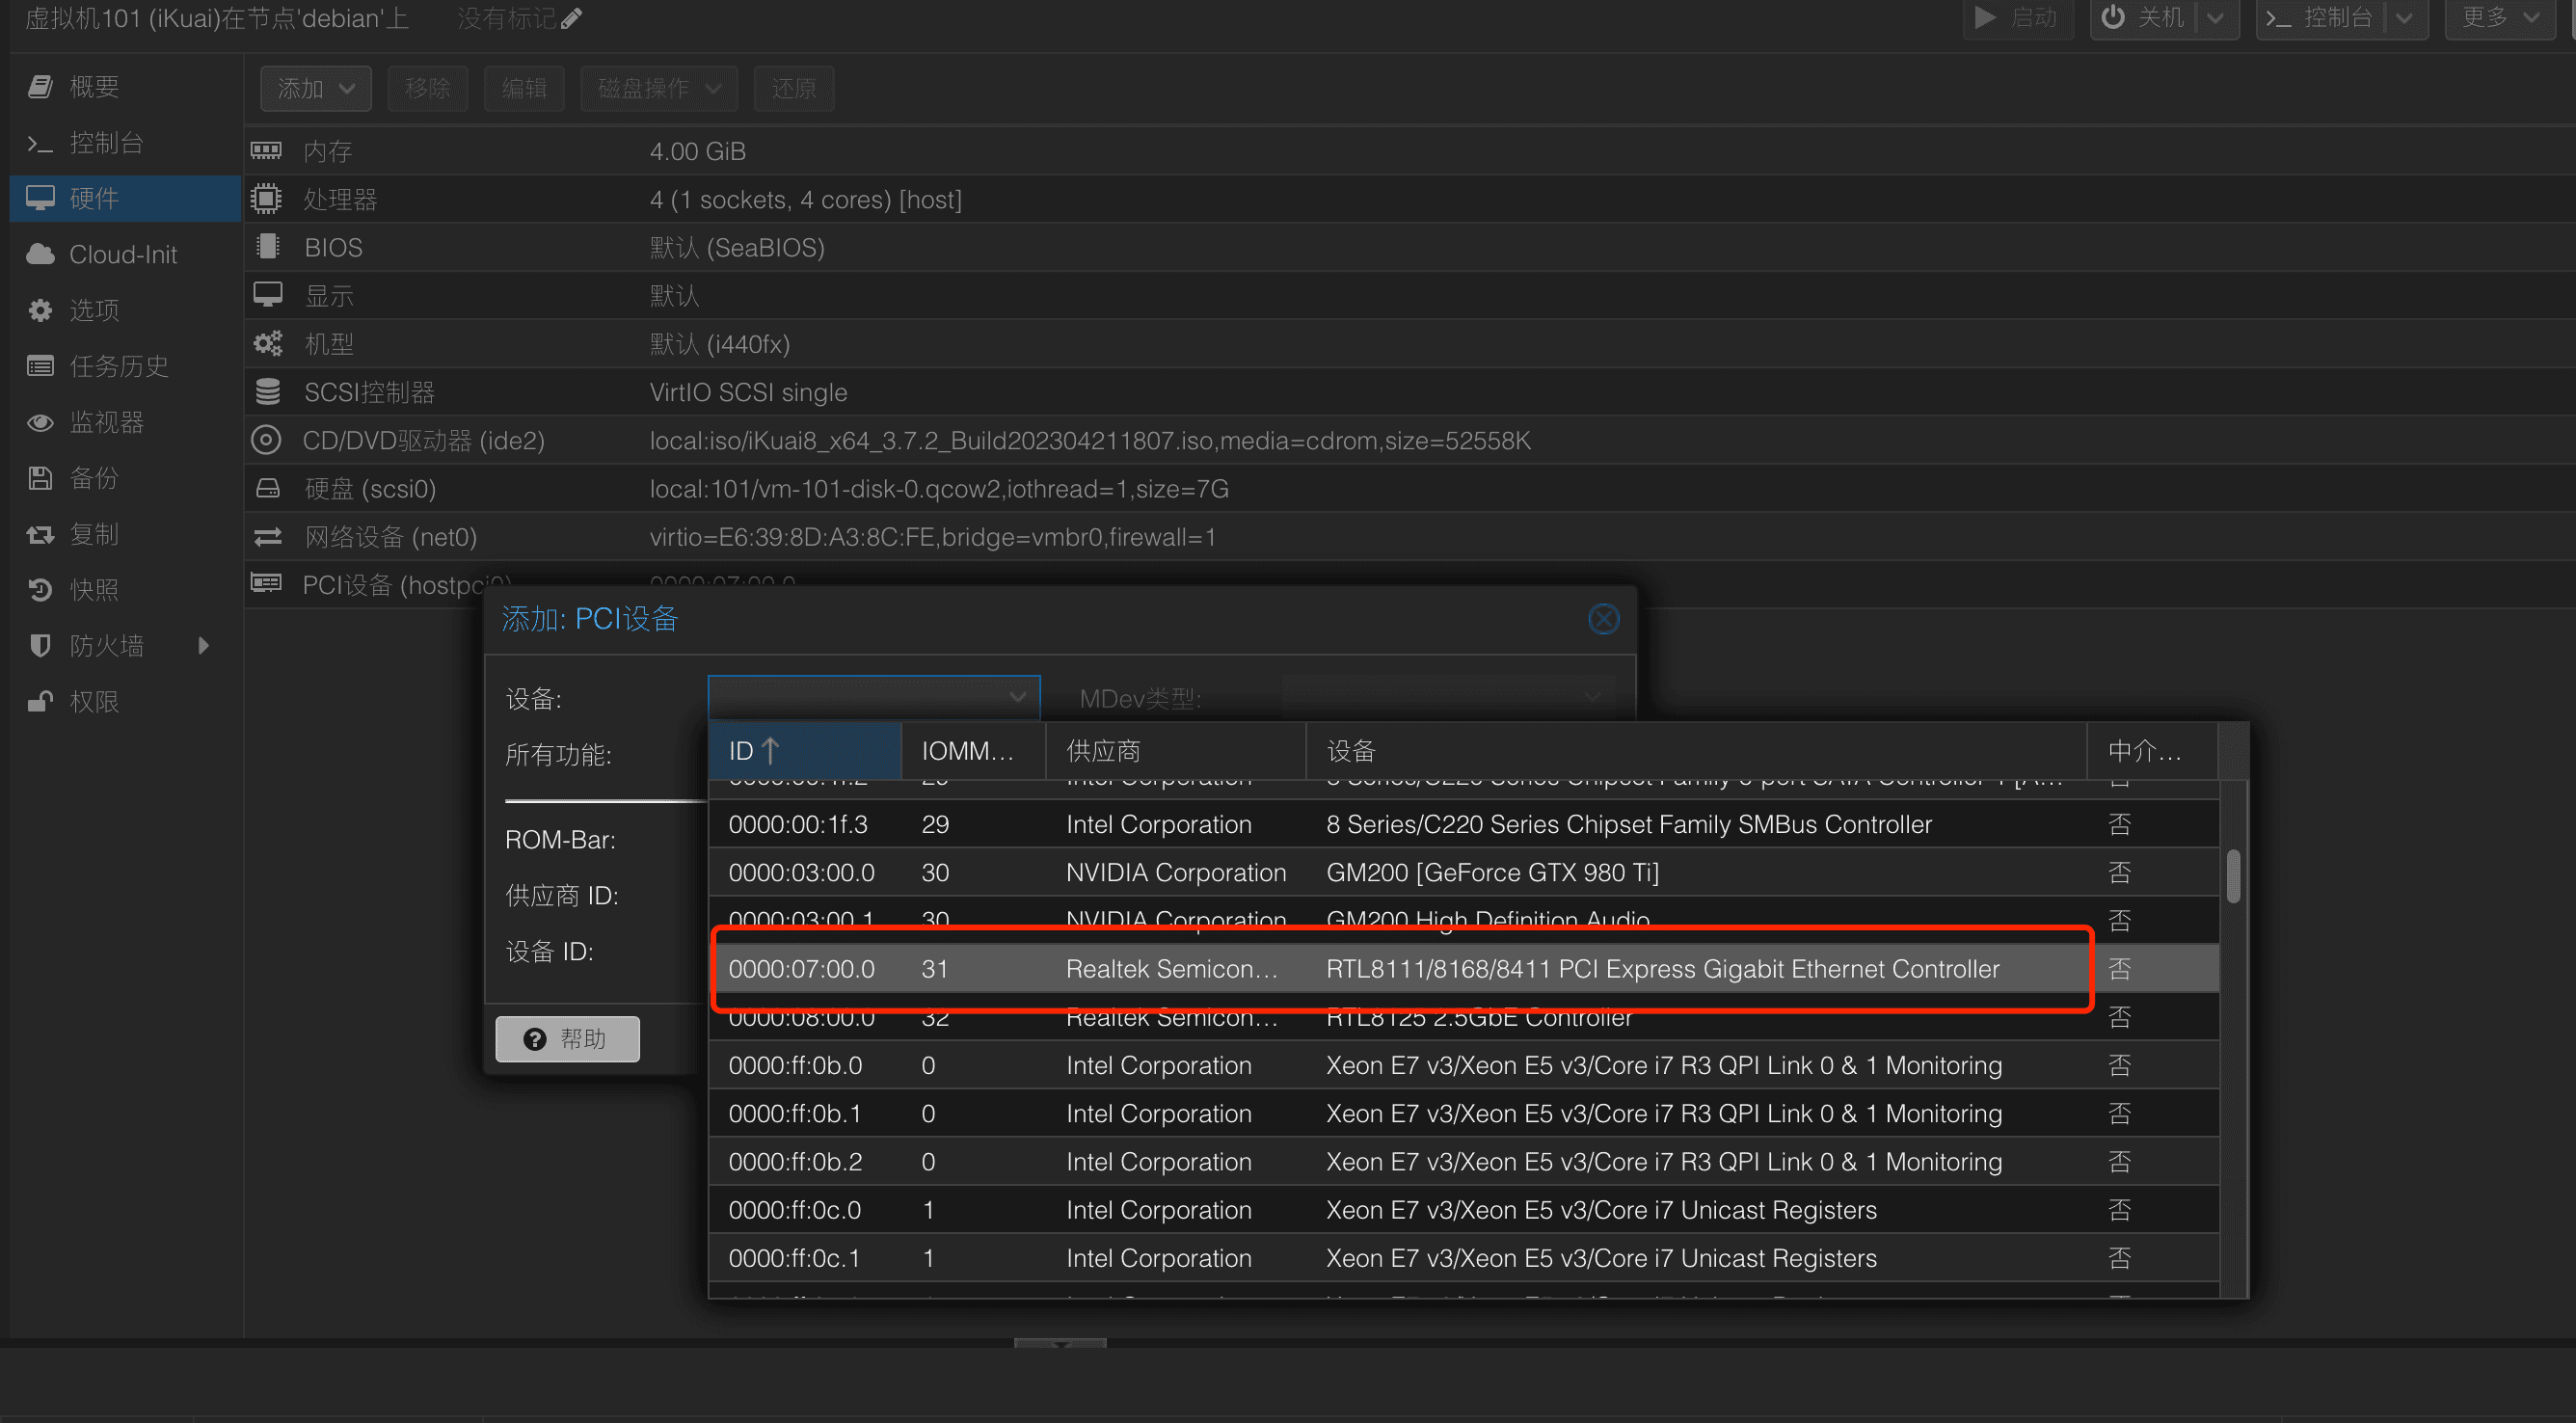 虚拟机101 (iKuai)在节点'debian'上 没有标记 启动 关机 控制台 更多
概要
控制台
硬件
Cloud-Init
选项
任务历史
监视器
备份
复制
快照
防火墙
权限
添加 移除 编辑 磁盘操作 还原
内存 4.00 GiB
处理器 4 (1 sockets, 4 cores) [host]
BIOS 默认 (SeaBIOS)
显示 默认
机型 默认 (i440fx)
SCSI控制器 VirtIO SCSI single
CD/DVD驱动器 (ide2) local:iso/iKuai8_x64_3.7.2_Build202304211807.iso,media=cdrom,size=52558K
硬盘 (scsi0) local:101/vm-101-disk-0.qcow2,iothread=1,size=7G
网络设备 (net0) virtio=E6:39:8D:A3:8C:FE,bridge=vmbr0,firewall=1
PCI设备 (hostpci0) 0000:07:00.0
添加: PCI设备
设备: MDev类型:
所有功能:
ROM-Bar:
供应商 ID:
设备 ID:
帮助
ID IOMM... 供应商 设备 中介...
0000:00:1f.2 29 Intel Corporation 8 Series/C220 Series Chipset Family 6-port SATA Controller 1 [A... 否
0000:00:1f.3 29 Intel Corporation 8 Series/C220 Series Chipset Family SMBus Controller 否
0000:03:00.0 30 NVIDIA Corporation GM200 [GeForce GTX 980 Ti] 否
0000:03:00.1 30 NVIDIA Corporation GM200 High Definition Audio 否
0000:07:00.0 31 Realtek Semicon... RTL8111/8168/8411 PCI Express Gigabit Ethernet Controller 否
0000:08:00.0 32 Realtek Semicon... RTL8125 2.5GbE Controller 否
0000:ff:0b.0 0 Intel Corporation Xeon E7 v3/Xeon E5 v3/Core i7 R3 QPI Link 0 & 1 Monitoring 否
0000:ff:0b.1 0 Intel Corporation Xeon E7 v3/Xeon E5 v3/Core i7 R3 QPI Link 0 & 1 Monitoring 否
0000:ff:0b.2 0 Intel Corporation Xeon E7 v3/Xeon E5 v3/Core i7 R3 QPI Link 0 & 1 Monitoring 否
0000:ff:0c.0 1 Intel Corporation Xeon E7 v3/Xeon E5 v3/Core i7 Unicast Registers 否
0000:ff:0c.1 1 Intel Corporation Xeon E7 v3/Xeon E5 v3/Core i7 Unicast Registers 否